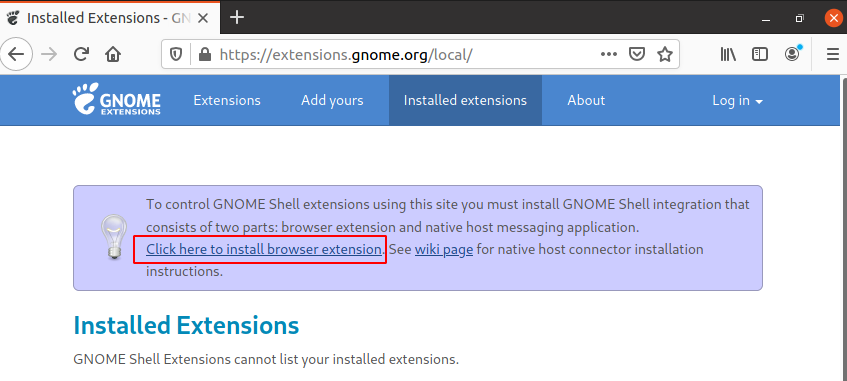 Installed Extensions - GN
https://extensions.gnome.org/local/
GNOME
EXTENSIONS
Extensions
Add yours
Installed extensions
About
Log in
To control GNOME Shell extensions using this site you must install GNOME Shell integration that
consists of two parts: browser extension and native host messaging application.
Click here to install browser extension. See wiki page for native host connector installation
instructions.
Installed Extensions
GNOME Shell Extensions cannot list your installed extensions.